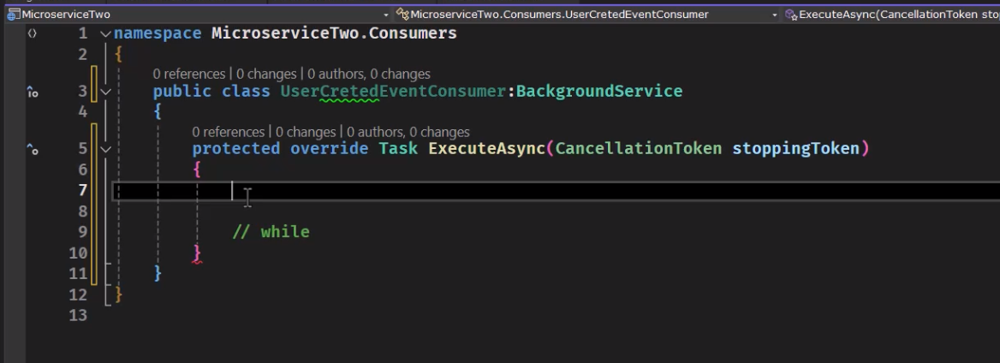 MicroserviceTwo MicroserviceTwo.Consumers.UserCretedEventConsumer ExecuteAsync(CancellationToken sto
1 namespace MicroserviceTwo.Consumers
2 {
0 references | 0 changes | 0 authors, 0 changes
3 public class UserCretedEventConsumer:BackgroundService
4 {
0 references | 0 changes | 0 authors, 0 changes
5 protected override Task ExecuteAsync(CancellationToken stoppingToken)
6 {
7
8
9 // while
10 }
11 }
12 }
13